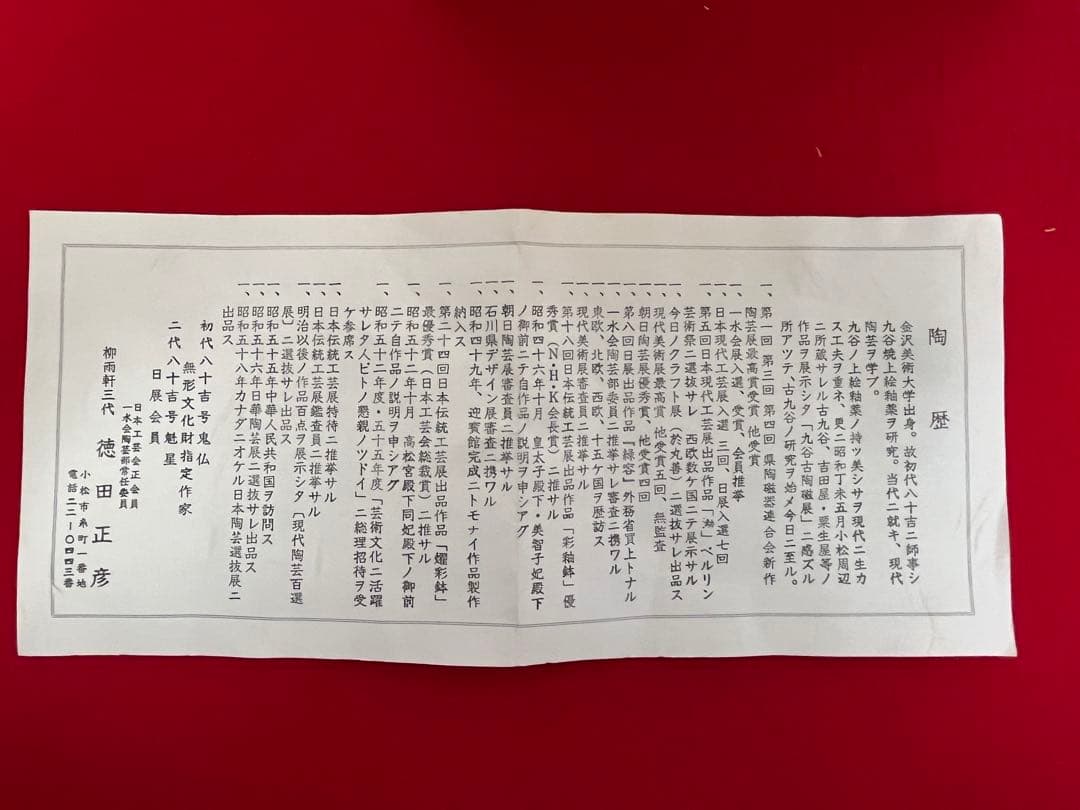 陶歴
金沢美術大学出身。故初代八十吉ニ師事シ
九谷焼上絵釉薬ヲ研究。当代ニ就キ、現代
陶芸ヲ学ブ。
九谷ノ上絵釉薬ノ持ツ美シサヲ現代ニ生カ
ス工夫ヲ重ネ、更ニ昭和丁未五月小松周辺
ニ所蔵サレル古九谷、吉田屋・粟生屋等ノ
作品ヲ展示シタ「九谷古陶磁展」ニ感ズル
所アツテ、古九谷ノ研究ヲ始メ今日ニ至ル。
一、第一回 第三回 第四回 県陶磁器連合会新作
陶芸展最高賞受賞 他受賞
一、一水会展入選、受賞、会員推挙
一、日本現代工芸展入選 三回、日展入選七回
一、第五回日本現代工芸展出品作品「」ベルリン
芸術祭ニ選抜サレ 西欧数ケ国ニテ展示サル
一、今日ノクラフト展(於丸善)ニ選抜サレ出品ス
一、現代美術展最高賞、他受賞五回、無監査
一、朝日陶芸展優秀賞、他受賞四回
一、第八回日展出品作品『緑容』外務省買上トナル
一、一水会陶芸部委員ニ推挙サレ審査ニ携ワル
一、東欧、北欧、西欧、十五ケ国ヲ歴訪ス
一、現代美術展審査員ニ推挙サル
一、第十八回日本伝統工芸展出品作品「彩釉鉢」優
秀賞(N・H・K会長賞)ニ推サル
一、昭和四十六年十月 皇太子殿下・美智子妃殿下
ノ御前ニテ自作品ノ説明ヲ申シアグ
一、朝日陶芸展審査員ニ推挙サル
一、石川県デザイン展審査ニ携ワル
一、昭和四十九年、迎賓館完成ニトモナイ作品製作
納入ス
一、第二十四回日本伝統工芸展出品作品「燿彩鉢」
最優秀賞(日本工芸会総裁賞)ニ推サル
一、昭和五十二年十月 高松宮殿下同妃殿下ノ御前
ニテ自作品ノ説明ヲ申シアグ
一、昭和五十二年度・五十五年度「芸術文化ニ活躍
サレタ人ビトノ懇親ノツドイ」ニ総理招待ヲ受
ケ参席ス
一、日本伝統工芸展特待ニ推挙サル
一、日本伝統工芸展鑑査員ニ推挙サル
一、明治以後ノ作品百点ヲ展示シタ〔現代陶芸百選
展〕ニ選抜サレ出品ス
一、昭和五十五年中華人民共和国ヲ訪問ス
一、昭和五十六年日華陶芸展ニ選抜サレ出品ス
一、昭和五十八年カナダニオケル日本陶芸選抜展ニ
出品ス
初代八十吉号鬼仏
無形文化財指定作家
二代八十吉号魁星
日展会員
日本工芸会正会員
一水会陶芸部常任委員
柳雨軒三代 徳田正彦
小松市糸町一番地
電話二二-〇四四三番